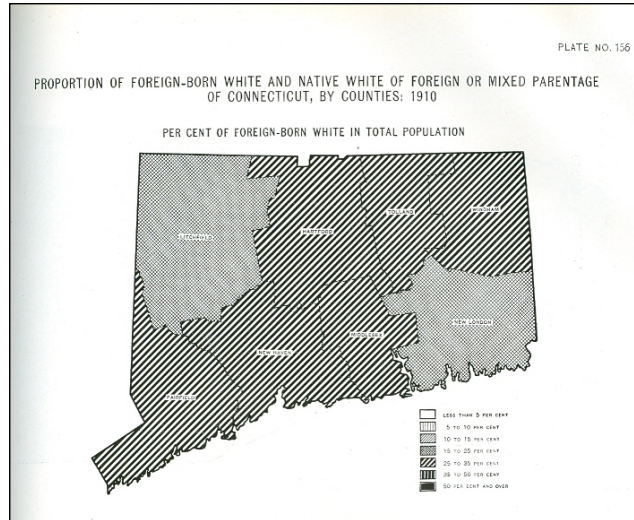 PLATE NO. 156
PROPORTION OF FOREIGN-BORN WHITE AND NATIVE WHITE OF FOREIGN OR MIXED PARENTAGE
OF CONNECTICUT, BY COUNTIES: 1910
PER CENT OF FOREIGN-BORN WHITE IN TOTAL POPULATION
LITCHFIELD
HARTFORD
TOLLAND
WINDHAM
NEW LONDON
NEW HAVEN
MIDDLESEX
FAIRFIELD
LESS THAN 5 PER CENT
5 TO 10 PER CENT
10 TO 15 PER CENT
15 TO 25 PER CENT
25 TO 35 PER CENT
35 TO 50 PER CENT
50 PER CENT AND OVER